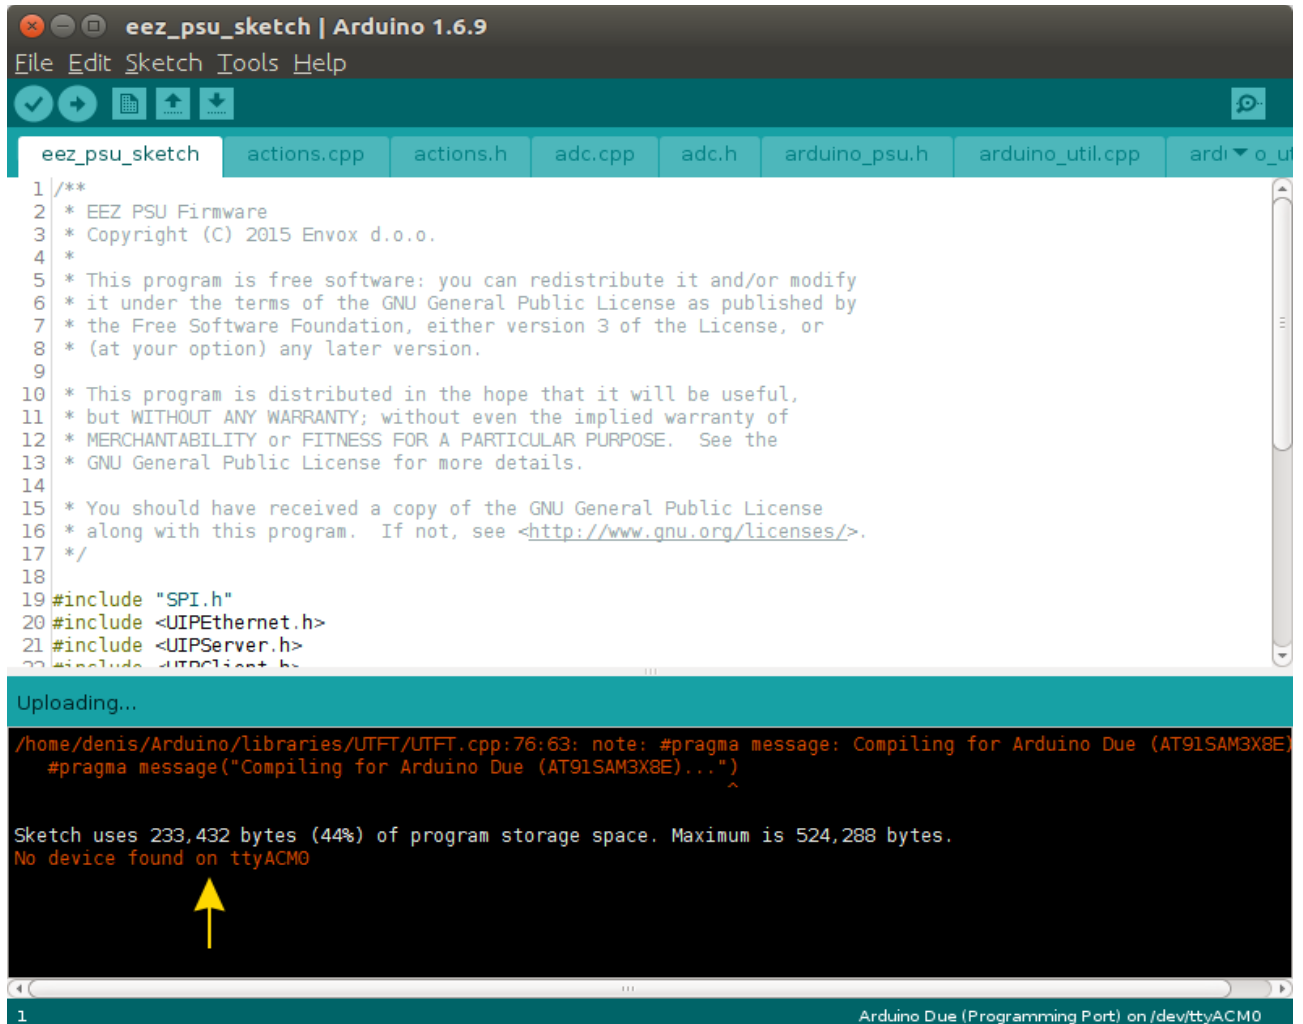 eez_psu_sketch | Arduino 1.6.9
File Edit Sketch Tools Help
eez_psu_sketch actions.cpp actions.h adc.cpp adc.h arduino_psu.h arduino_util.cpp ardu o_ut
1 /**
2 * EEZ PSU Firmware
3 * Copyright (C) 2015 Envox d.o.o.
4 *
5 * This program is free software: you can redistribute it and/or modify
6 * it under the terms of the GNU General Public License as published by
7 * the Free Software Foundation, either version 3 of the License, or
8 * (at your option) any later version.
9
10 * This program is distributed in the hope that it will be useful,
11 * but WITHOUT ANY WARRANTY; without even the implied warranty of
12 * MERCHANTABILITY or FITNESS FOR A PARTICULAR PURPOSE.  See the
13 * GNU General Public License for more details.
14
15 * You should have received a copy of the GNU General Public License
16 * along with this program.  If not, see <http://www.gnu.org/licenses/>.
17 */
18
19 #include "SPI.h"
20 #include <UIPEthernet.h>
21 #include <UIPServer.h>
22 #include <UIPClient.h>
Uploading...
/home/denis/Arduino/libraries/UTFT/UTFT.cpp:76:63: note: #pragma message: Compiling for Arduino Due (AT91SAM3X8E)
#pragma message("Compiling for Arduino Due (AT91SAM3X8E)...")
^
Sketch uses 233,432 bytes (44%) of program storage space. Maximum is 524,288 bytes.
No device found on ttyACM0
1 Arduino Due (Programming Port) on /dev/ttyACM0